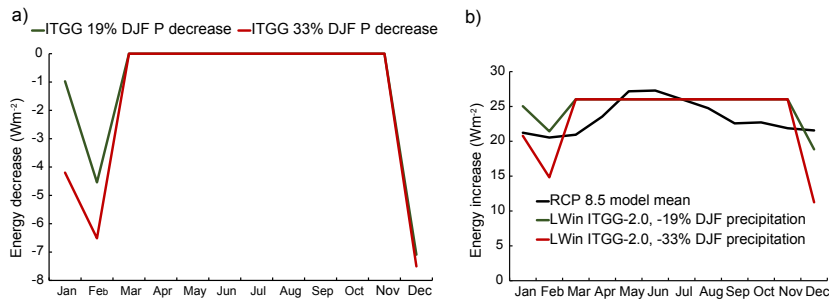 a)
ITGG 19% DJF P decrease ITGG 33% DJF P decrease
Energy decrease (Wm-2)
0
-1
-2
-3
-4
-5
-6
-7
-8
Jan Feb Mar Apr May Jun Jul Aug Sep Oct Nov Dec
b)
Energy increase (Wm-2)
30
25
20
15
10
5
0
RCP 8.5 model mean
LWin ITGG-2.0, -19% DJF precipitation
LWin ITGG-2.0, -33% DJF precipitation
Jan Feb Mar Apr May Jun Jul Aug Sep Oct Nov Dec